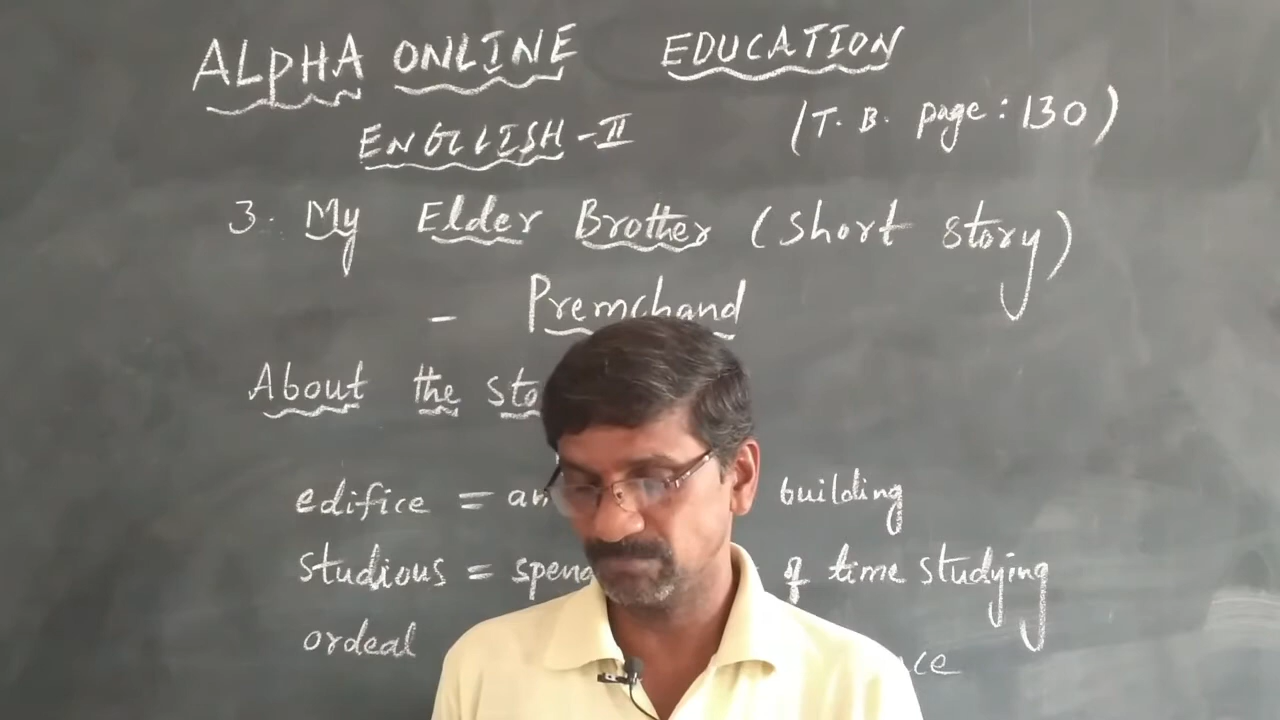 ALPHA ONLINE EDUCATION
ENGLISH-II (T. B. page: 130)
3. My Elder Brother (short story)
- Premchand
About the sto
edifice = an building
studious = spend of time studying
ordeal